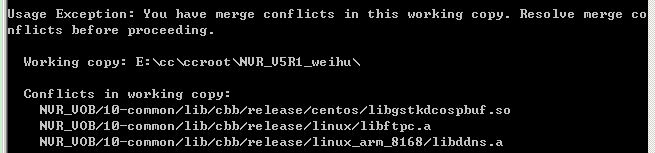 Usage Exception: You have merge conflicts in this working copy. Resolve merge co
nflicts before proceeding.
Working copy: E:\cc\ccroot\NVR_V5R1_weihu\
Conflicts in working copy:
NVR_VOB/10-common/lib/cbb/release/centos/libgstkdcospbuf.so
NVR_VOB/10-common/lib/cbb/release/linux/libftpc.a
NVR_VOB/10-common/lib/cbb/release/linux_arm_8168/libddns.a